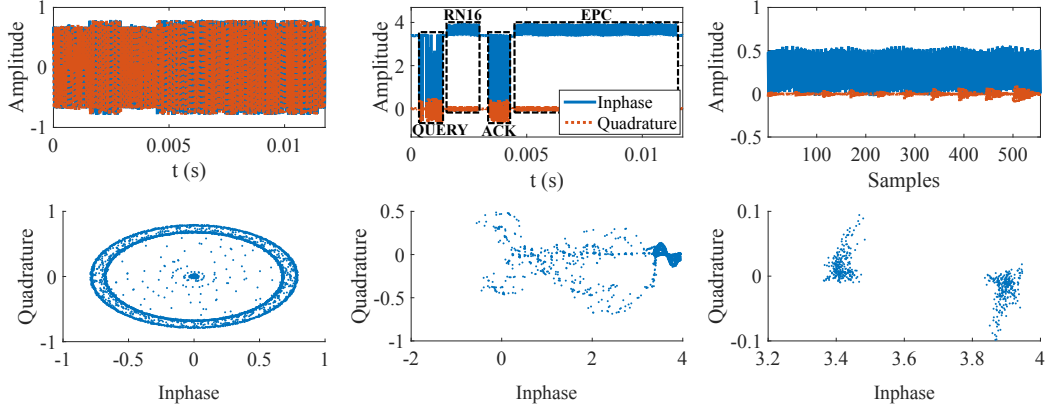 Amplitude
1
0
-1
0
0.005
0.01
t (s)
Amplitude
4
2
0
RN16
EPC
QUERY
ACK
Inphase
Quadrature
0
0.005
0.01
t (s)
Amplitude
1
0.5
0
-0.5
100
200
300
400
500
Samples
Quadrature
1
0
-1
-1
-0.5
0
0.5
1
Inphase
Quadrature
0.5
0
-0.5
-1
-2
0
2
4
Inphase
Quadrature
0.1
0
-0.1
3.2
3.4
3.6
3.8
4
Inphase